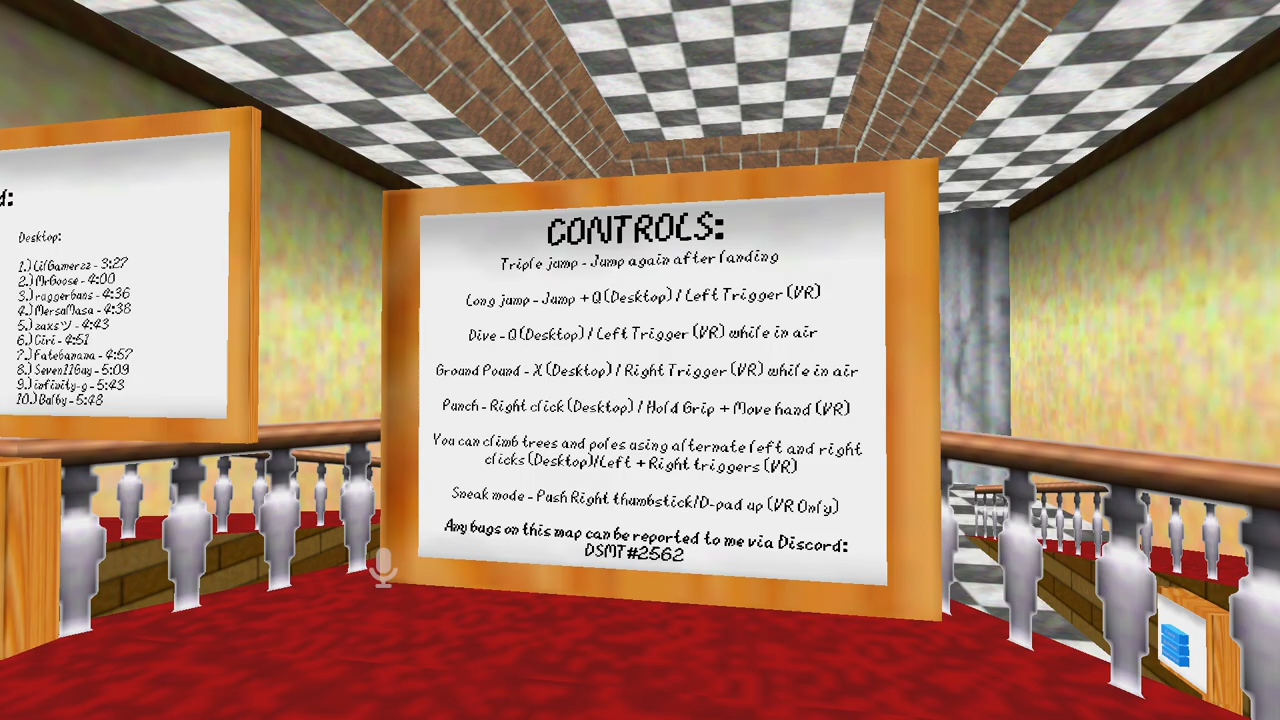 Desktop:
1.) LilGamerzz - 3:27
2.) MrGoose - 4:00
3.) raggerbans - 4:36
4.) MersaMasa - 4:38
5.) zaxsツ - 4:43
6.) Ciri - 4:51
7.) Fatebanana - 4:57
8.) Seven11Guy - 5:09
9.) infinity-g - 5:43
10.) Balby - 5:48
CONTROLS:
Triple jump - Jump again after landing
Long jump - Jump + Q (Desktop) / Left Trigger (VR)
Dive - Q (Desktop) / Left Trigger (VR) while in air
Ground Pound - X (Desktop) / Right Trigger (VR) while in air
Punch - Right click (Desktop) / Hold Grip + Move hand (VR)
You can climb trees and poles using alternate left and right
clicks (Desktop)/Left + Right triggers (VR)
Sneak mode - Push Right thumbstick/D-pad up (VR Only)
Any bugs on this map can be reported to me via Discord:
DSMT#2562